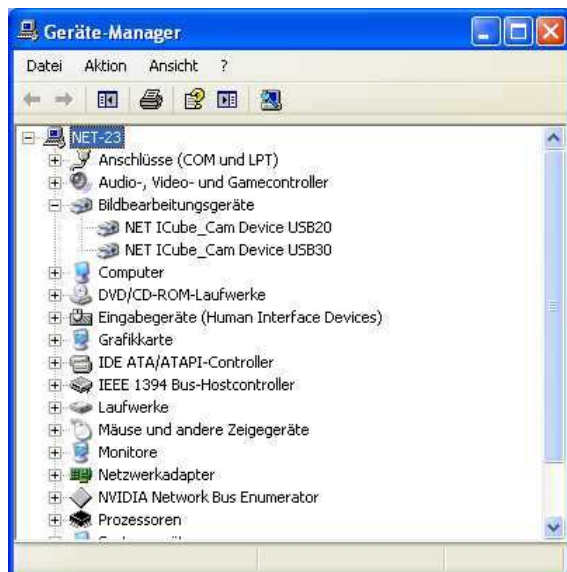 Geräte-Manager
Datei Aktion Ansicht ?
NET-23
Anschlüsse (COM und LPT)
Audio-, Video- und Gamecontroller
Bildbearbeitungsgeräte
NET ICube_Cam Device USB20
NET ICube_Cam Device USB30
Computer
DVD/CD-ROM-Laufwerke
Eingabegeräte (Human Interface Devices)
Grafikkarte
IDE ATA/ATAPI-Controller
IEEE 1394 Bus-Hostcontroller
Laufwerke
Mäuse und andere Zeigegeräte
Monitore
Netzwerkadapter
NVIDIA Network Bus Enumerator
Prozessoren